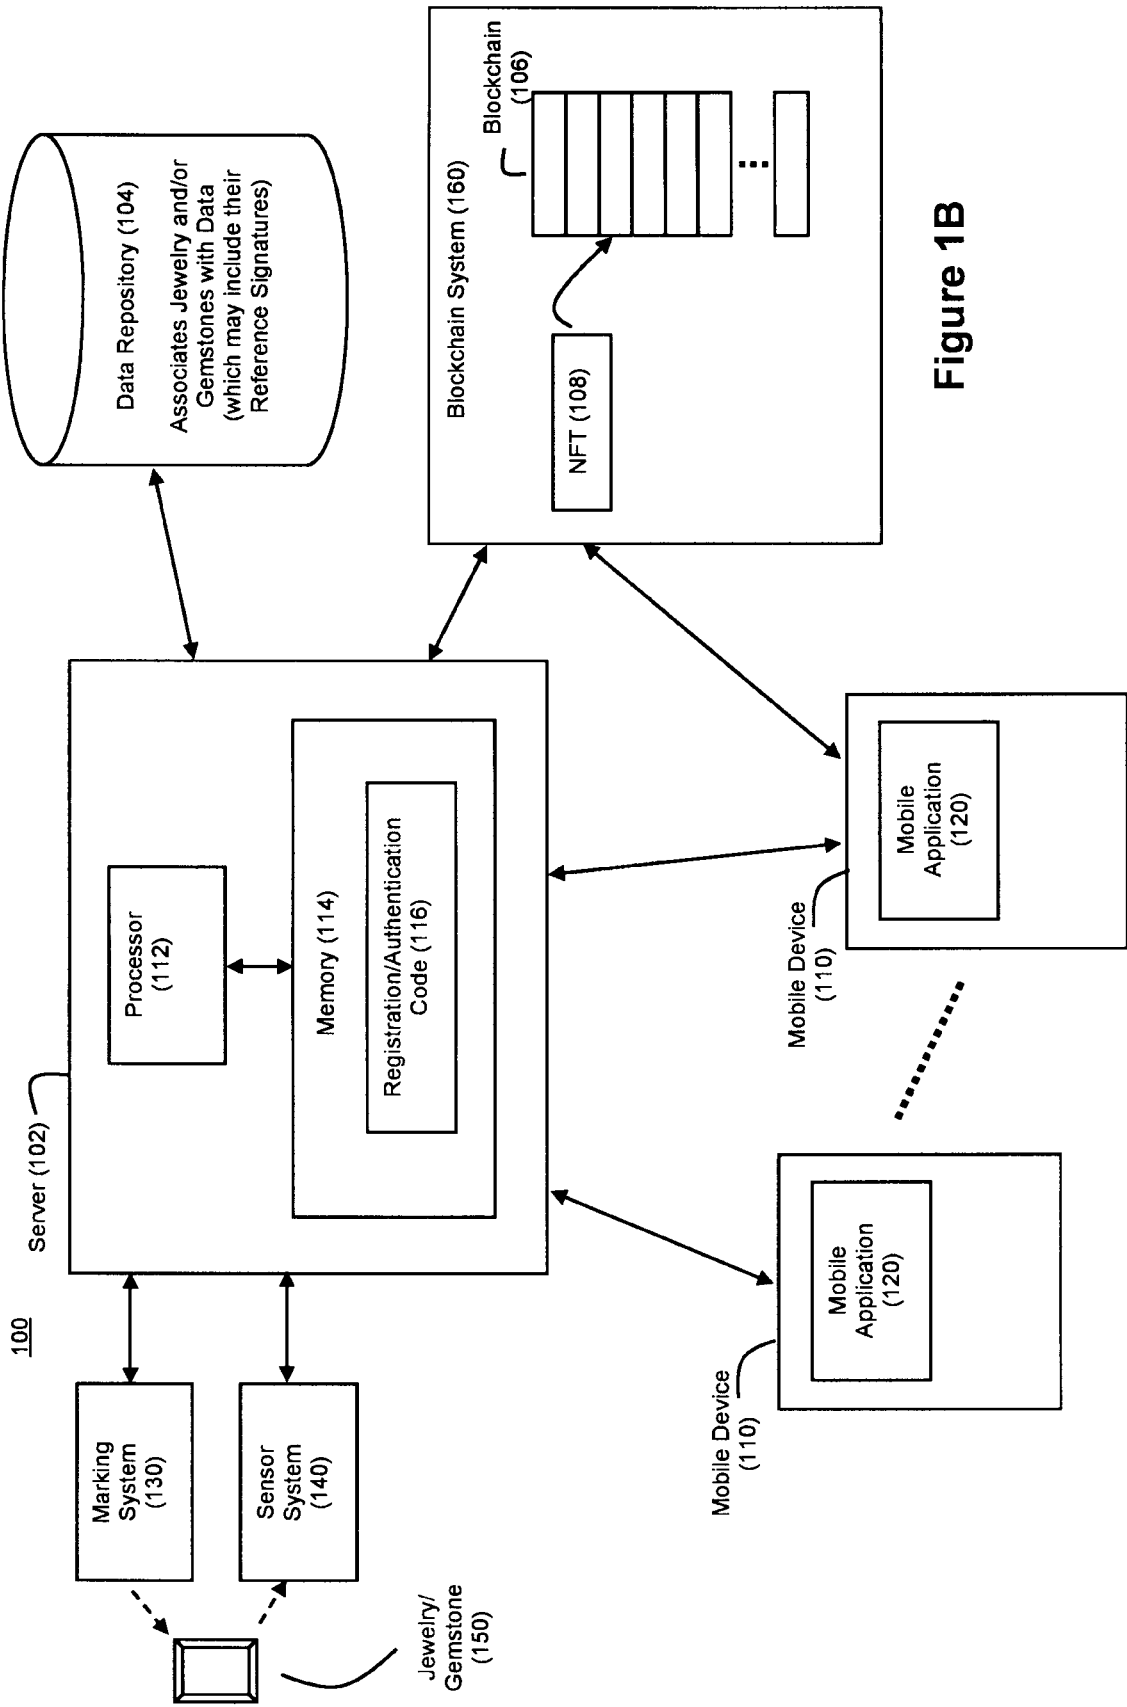 100
Server (102)
Marking
System
(130)
Sensor
System
(140)
Jewelry/
Gemstone
(150)
Processor
(112)
Memory (114)
Registration/Authentication
Code (116)
Data Repository (104)
Associates Jewelry and/or
Gemstones with Data
(which may include their
Reference Signatures)
Blockchain System (160)
Blockchain
(106)
NFT (108)
Mobile Device
(110)
Mobile
Application
(120)
Mobile Device
(110)
Mobile
Application
(120)
Figure 1B